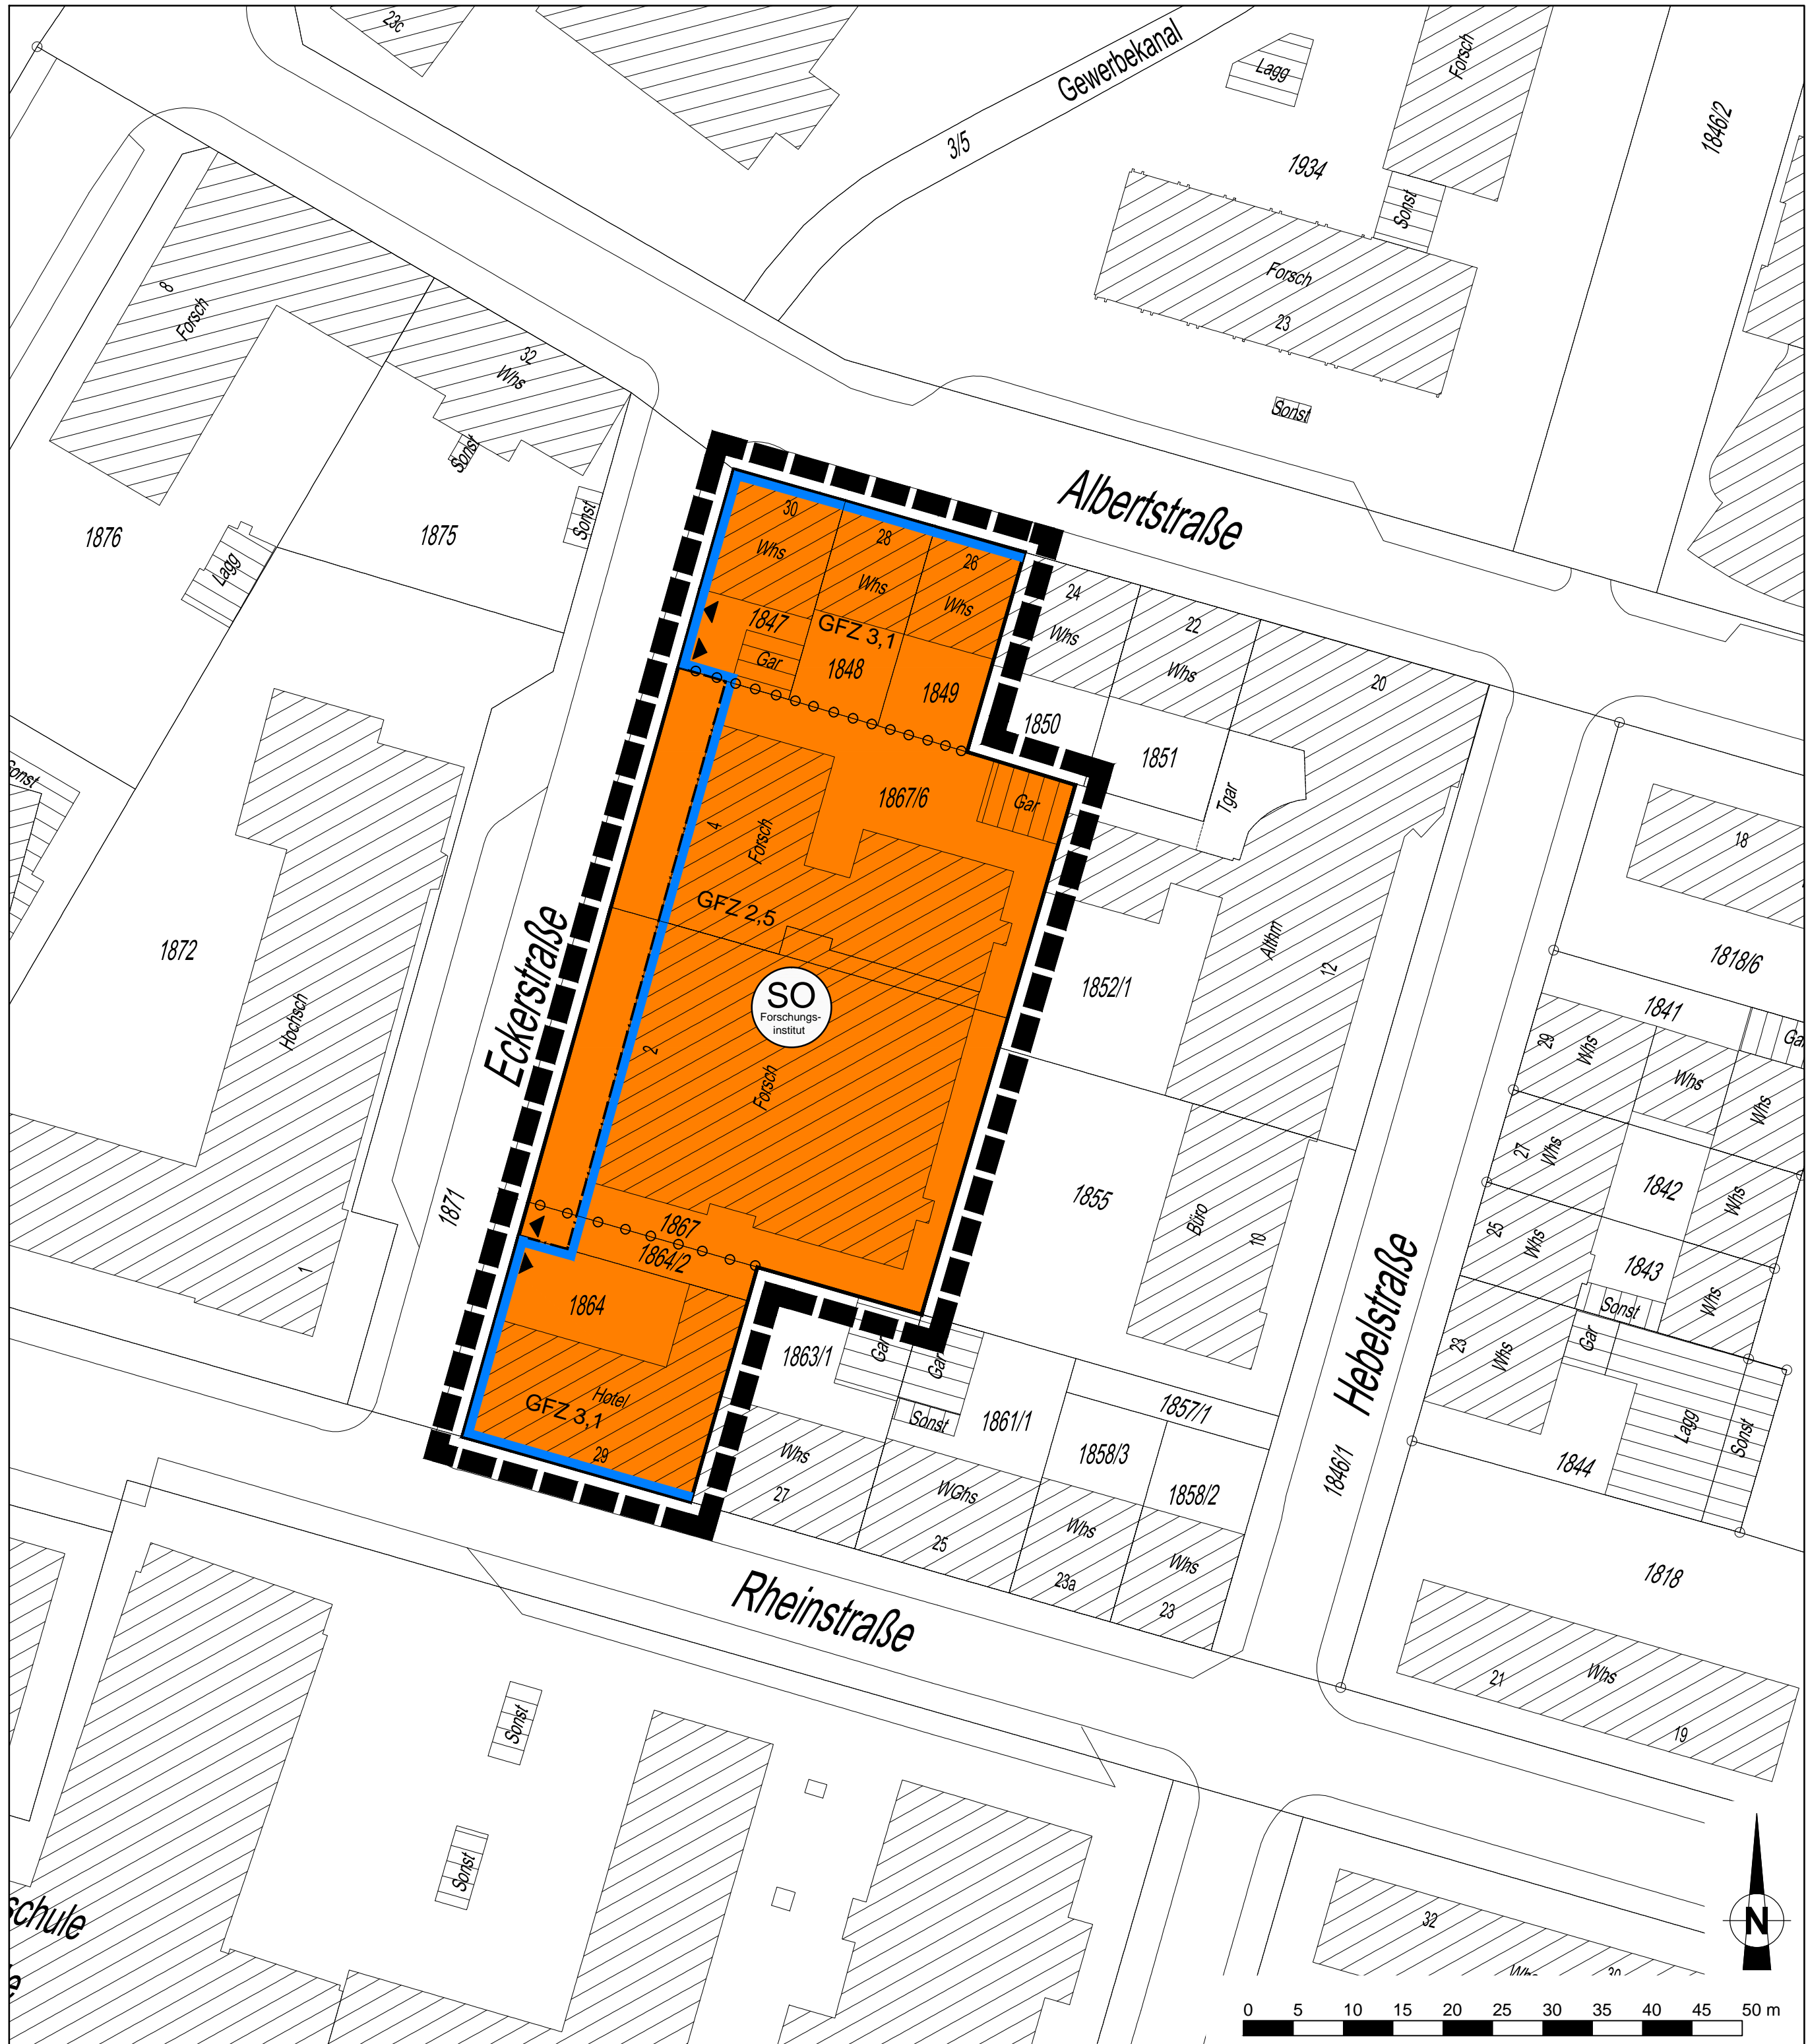 23c
Gewerbekanal
3/5
Lagg
Forsch
1934
1846/2
Sonst
Forsch
23
Sonst
8
Forsch
32
Whs
Sonst
Sonst
1876
Lagg
1875
Albertstraße
30
Whs
28
Whs
26
Whs
24
Whs
22
Whs
20
1847
GFZ 3,1
Gar
1848
1849
1850
1851
Tgar
Sonst
1867/6
Gar
4
Forsch
GFZ 2,5
18
1818/6
1872
Hochsch
Eckerstraße
SO
Forschungs-
institut
2
Forsch
1852/1
Althm
12
1841
29
Whs
Whs
Whs
27
Whs
1842
Whs
1871
1855
Büro
10
Hebelstraße
25
Whs
1843
Whs
Sonst
1
1867
1864/2
1864
1863/1
Gar
Gar
Sonst
1861/1
1857/1
1858/3
1858/2
23
Whs
Gar
Lagg
Sonst
1844
1846/1
Hotel
GFZ 3,1
29
Whs
27
WGhs
25
Whs
23a
Whs
23
Rheinstraße
1818
21
Whs
19
Sonst
Sonst
schule
32
30
N
0 5 10 15 20 25 30 35 40 45 50 m